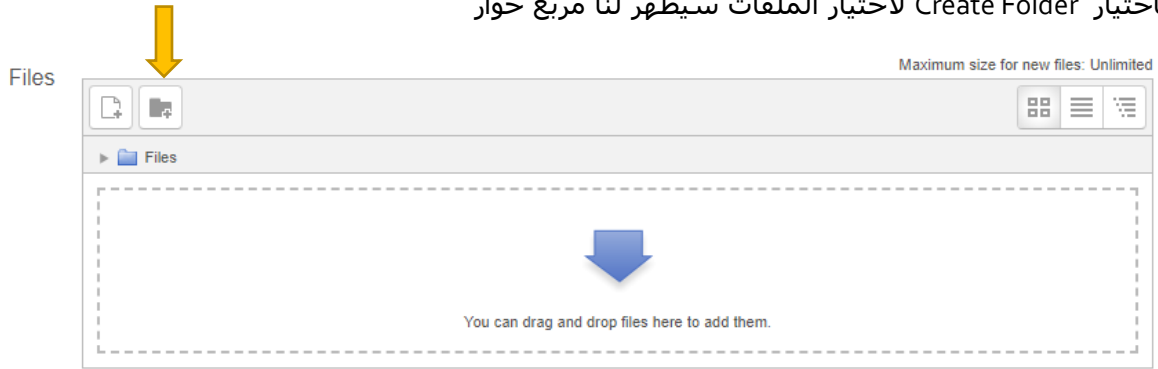 باختيار Create Folder لاختيار الملفات سيظهر لنا مربع حوار
Maximum size for new files: Unlimited
Files
Files
You can drag and drop files here to add them.